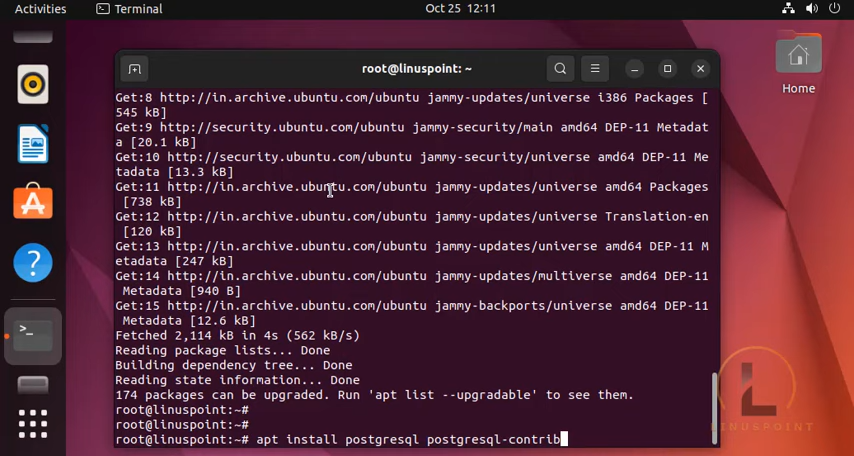 Activities
Terminal
Oct 25 12:11
root@linuspoint: ~
Home
Get:8 http://in.archive.ubuntu.com/ubuntu jammy-updates/universe i386 Packages [
545 kB]
Get:9 http://security.ubuntu.com/ubuntu jammy-security/main amd64 DEP-11 Metadat
a [20.1 kB]
Get:10 http://security.ubuntu.com/ubuntu jammy-security/universe amd64 DEP-11 Me
tadata [13.3 kB]
Get:11 http://in.archive.ubuntu.com/ubuntu jammy-updates/universe amd64 Packages
[738 kB]
Get:12 http://in.archive.ubuntu.com/ubuntu jammy-updates/universe Translation-en
[120 kB]
Get:13 http://in.archive.ubuntu.com/ubuntu jammy-updates/universe amd64 DEP-11 M
etadata [247 kB]
Get:14 http://in.archive.ubuntu.com/ubuntu jammy-updates/multiverse amd64 DEP-11
Metadata [940 B]
Get:15 http://in.archive.ubuntu.com/ubuntu jammy-backports/universe amd64 DEP-11
Metadata [12.6 kB]
Fetched 2,114 kB in 4s (562 kB/s)
Reading package lists... Done
Building dependency tree... Done
Reading state information... Done
174 packages can be upgraded. Run 'apt list --upgradable' to see them.
root@linuspoint:~#
root@linuspoint:~#
root@linuspoint:~# apt install postgresql postgresql-contrib
LINUSPOINT